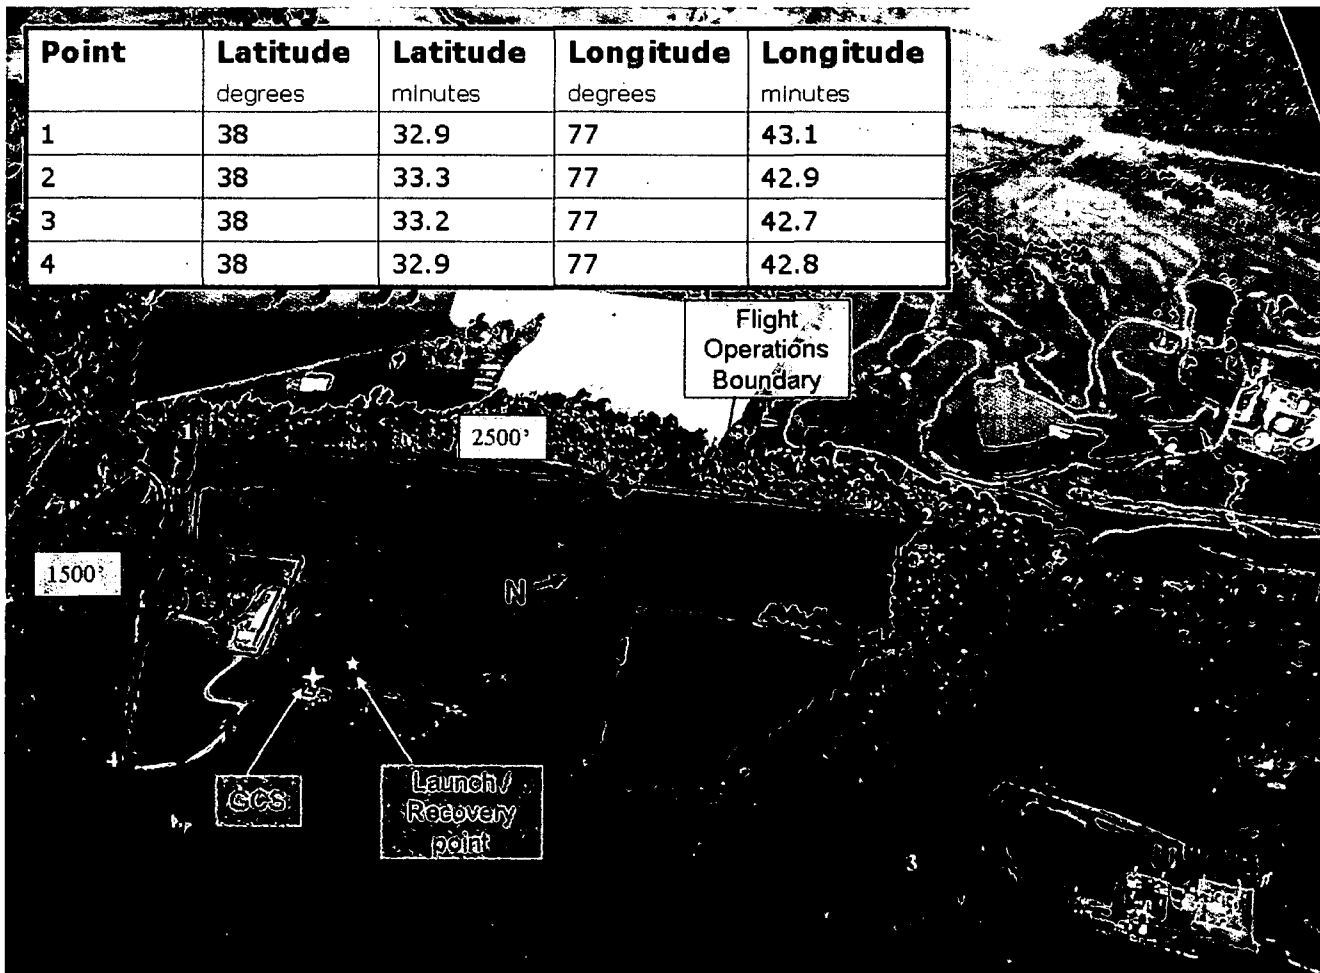 Point Latitude Latitude Longitude Longitude
degrees minutes degrees minutes
1 38 32.9 77 43.1
2 38 33.3 77 42.9
3 38 33.2 77 42.7
4 38 32.9 77 42.8
Flight
Operations
Boundary
1
2500'
2
1500'
N
4
GCS
Launch /
Recovery
point
3